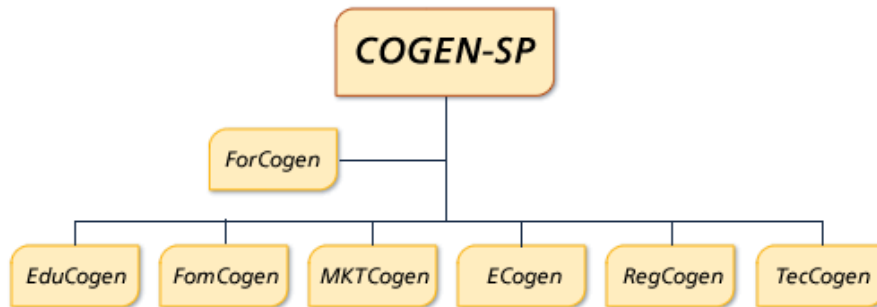 COGEN-SP
ForCogen
EduCogen
FomCogen
MKTCogen
ECogen
RegCogen
TecCogen